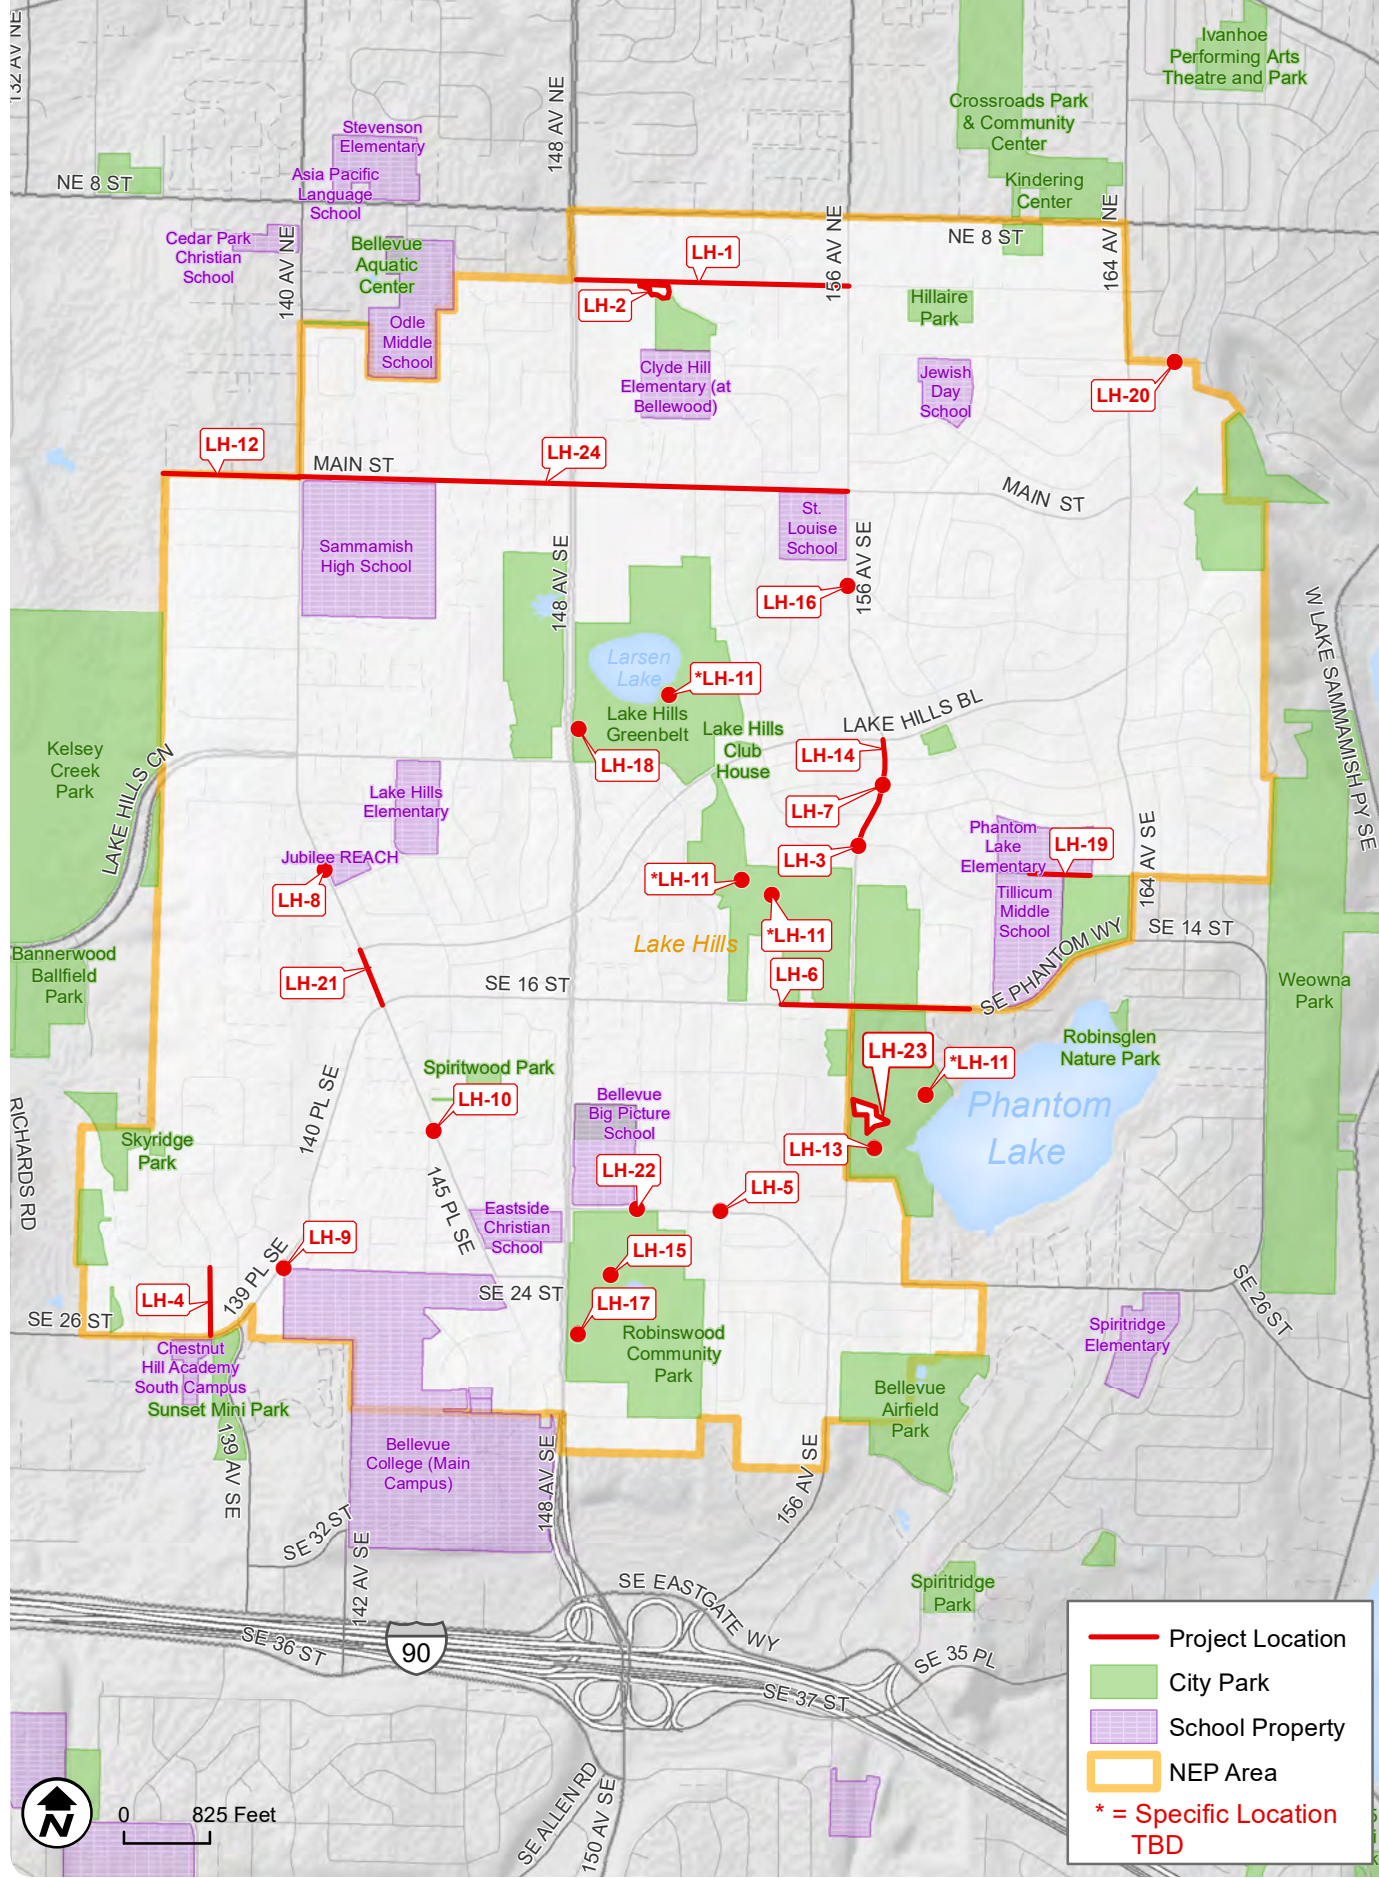 132 AV NE
Ivanhoe
Performing Arts
Theatre and Park
148 AV NE
Crossroads Park
& Community
Center
Stevenson
Elementary
Asia Pacific
Language
School
NE 8 ST
Kindering
Center
156 AV NE
164 AV NE
NE 8 ST
140 AV NE
Cedar Park
Christian
School
Bellevue
Aquatic
Center
LH-1
LH-2
Hillaire
Park
Odle
Middle
School
Clyde Hill
Elementary (at
Bellewood)
Jewish
Day
School
LH-20
LH-12
MAIN ST
LH-24
MAIN ST
St.
Louise
School
Sammamish
High School
148 AV SE
156 AV SE
LH-16
W LAKE SAMMAMISH PY SE
Larsen
Lake
*LH-11
Lake Hills
Greenbelt
LAKE HILLS BL
Lake Hills
Club
House
LH-14
LH-18
Kelsey
Creek
Park
LAKE HILLS CN
Lake Hills
Elementary
LH-7
Phantom
Lake
Elementary
LH-19
164 AV SE
LH-3
Jubilee REACH
LH-8
*LH-11
Tillicum
Middle
School
*LH-11
Lake Hills
SE 14 ST
SE PHANTOM WY
Bannerwood
Ballfield
Park
LH-21
LH-6
SE 16 ST
Weowna
Park
Robinsglen
Nature Park
LH-23
*LH-11
Spiritwood Park
LH-10
Bellevue
Big Picture
School
Phantom
Lake
140 PL SE
RICHARDS RD
Skyridge
Park
LH-13
LH-22
LH-5
145 PL SE
Eastside
Christian
School
LH-9
LH-15
139 PL SE
LH-4
SE 24 ST
LH-17
SE 26 ST
SE 26 ST
Robinswood
Community
Park
Spiritridge
Elementary
Chestnut
Hill Academy
South Campus
Sunset Mini Park
Bellevue
Airfield
Park
139 AV SE
Bellevue
College (Main
Campus)
148 AV SE
156 AV SE
SE 32 ST
142 AV SE
SE EASTGATE WY
Spiritridge
Park
SE 36 ST
90
SE 35 PL
SE 37 ST
SE ALLEN RD
150 AV SE
Project Location
City Park
School Property
NEP Area
* = Specific Location
TBD
N
0 825 Feet